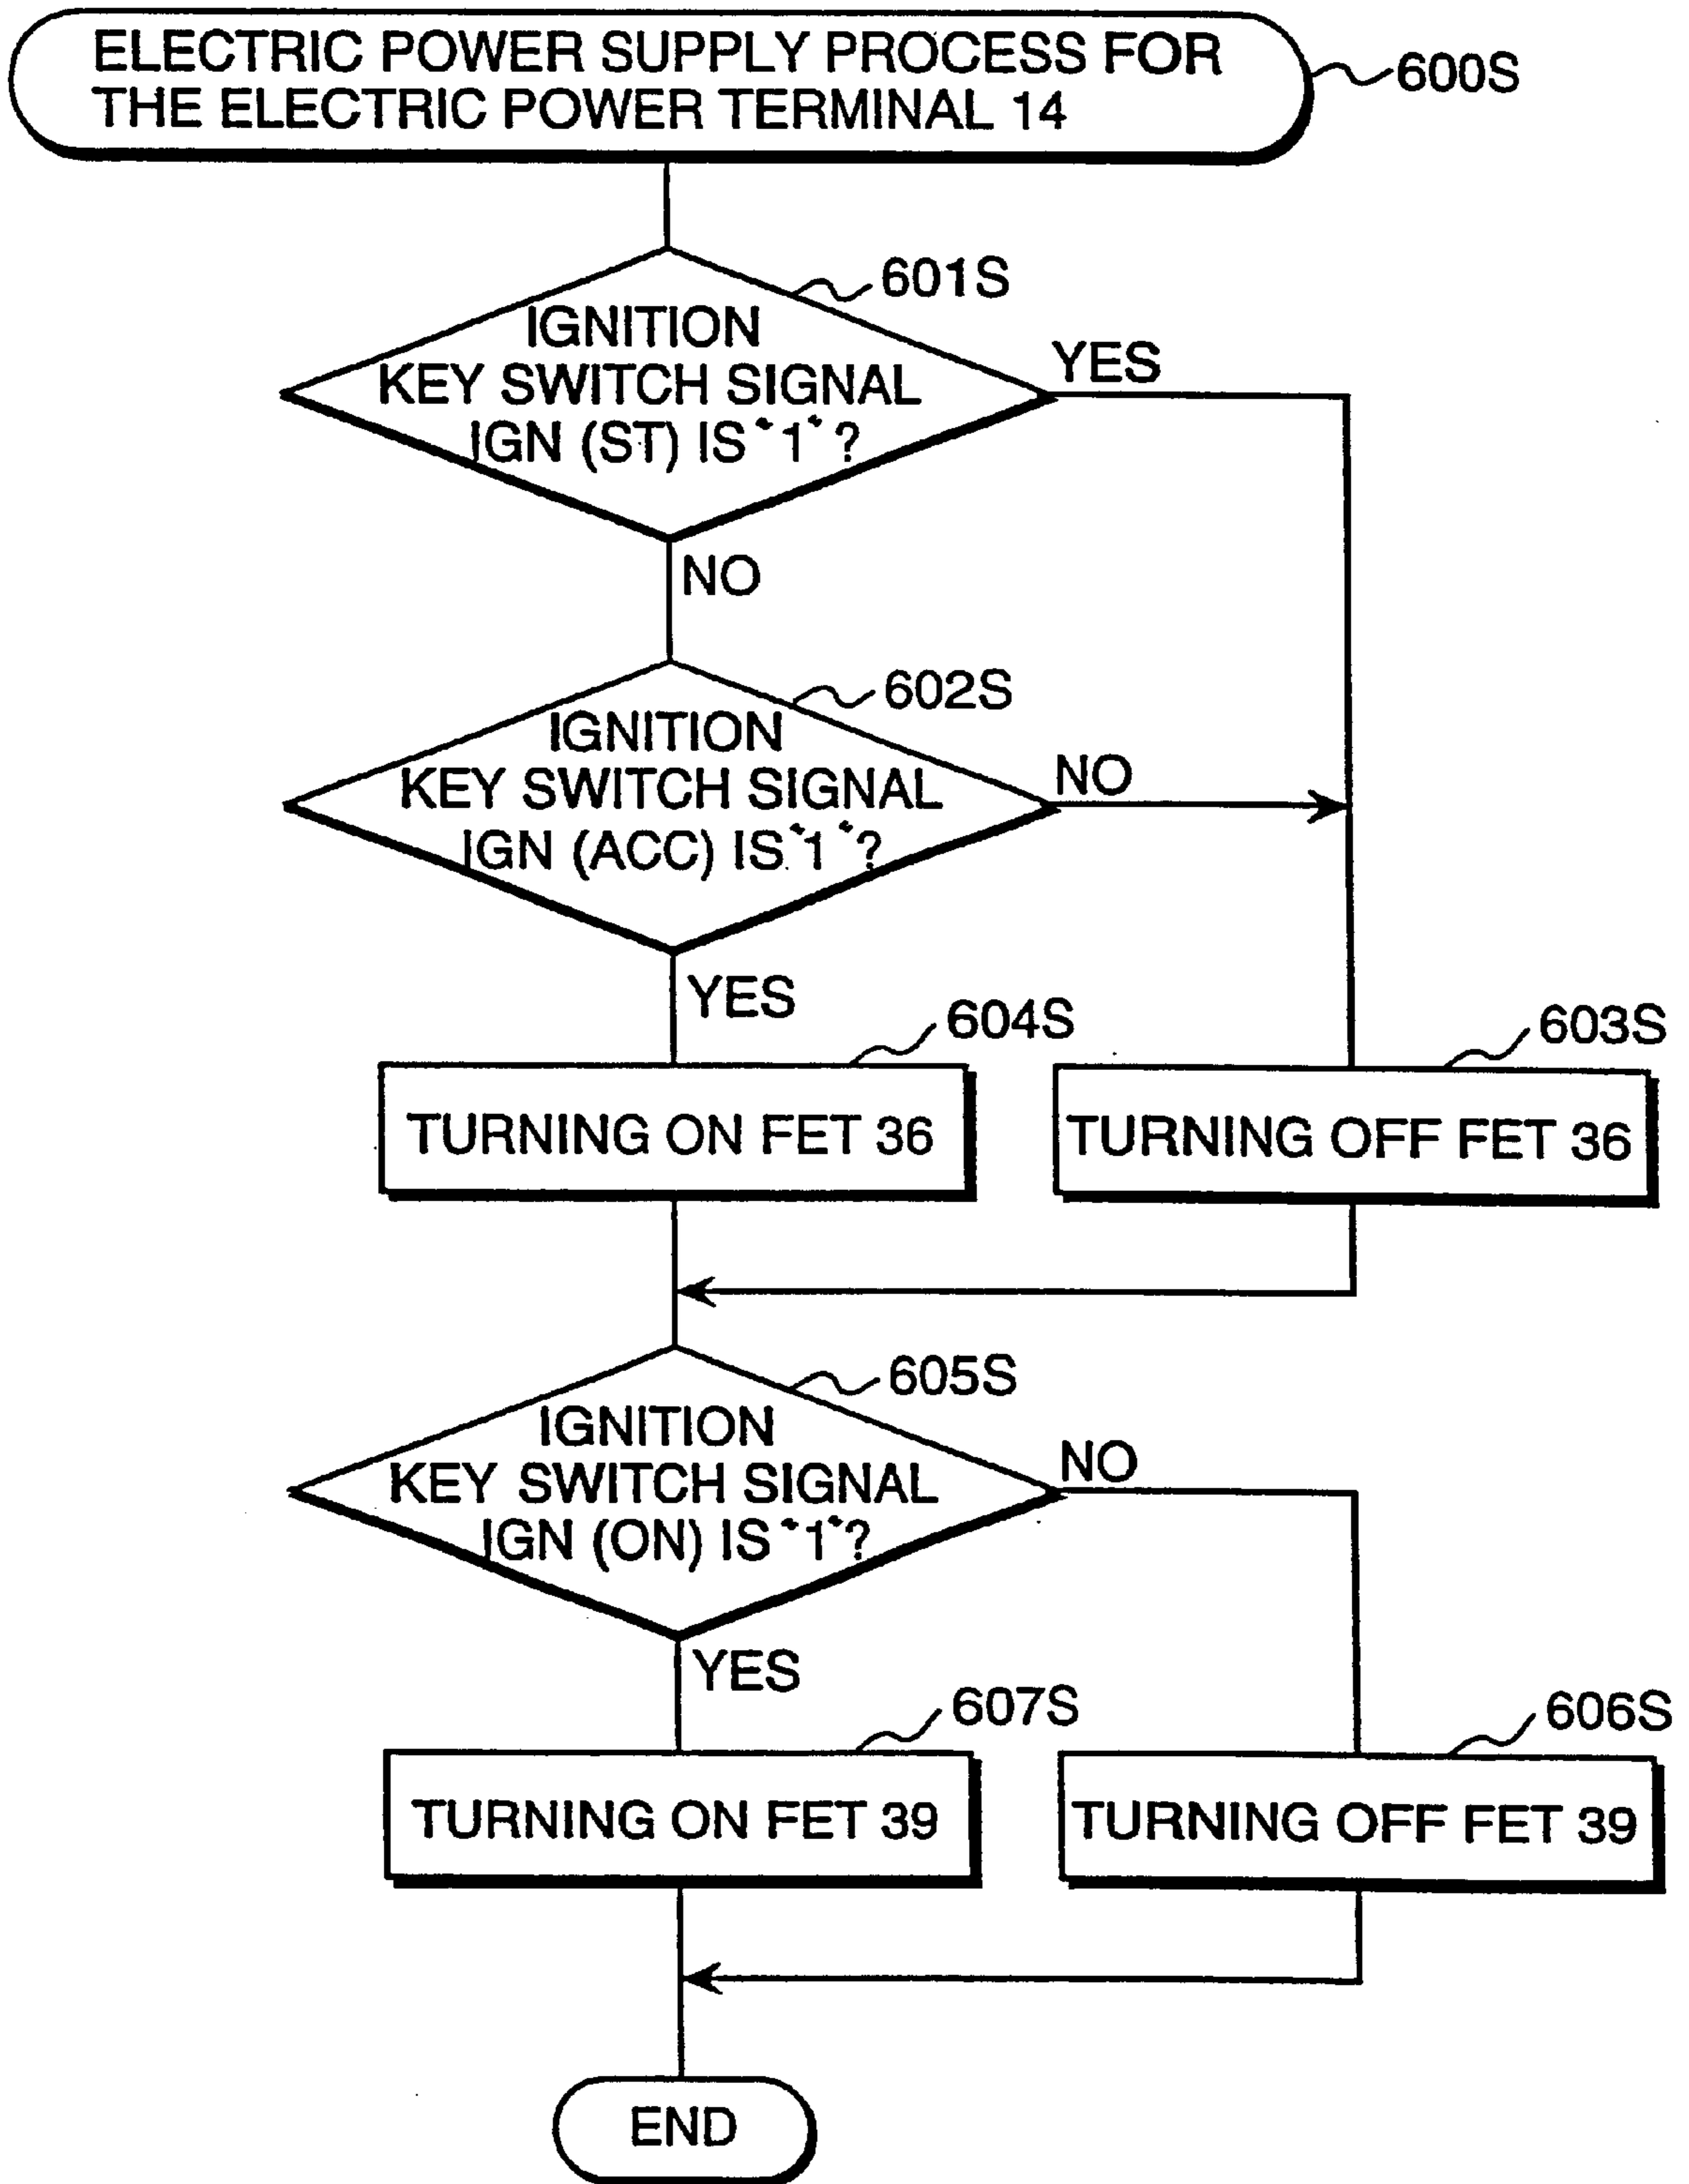 ELECTRIC POWER SUPPLY PROCESS FOR
THE ELECTRIC POWER TERMINAL 14
600S
601S
IGNITION
KEY SWITCH SIGNAL
IGN (ST) IS "1" ?
YES
NO
602S
IGNITION
KEY SWITCH SIGNAL
IGN (ACC) IS "1" ?
NO
YES
604S
603S
TURNING ON FET 36
TURNING OFF FET 36
605S
IGNITION
KEY SWITCH SIGNAL
IGN (ON) IS "1" ?
NO
YES
607S
606S
TURNING ON FET 39
TURNING OFF FET 39
END